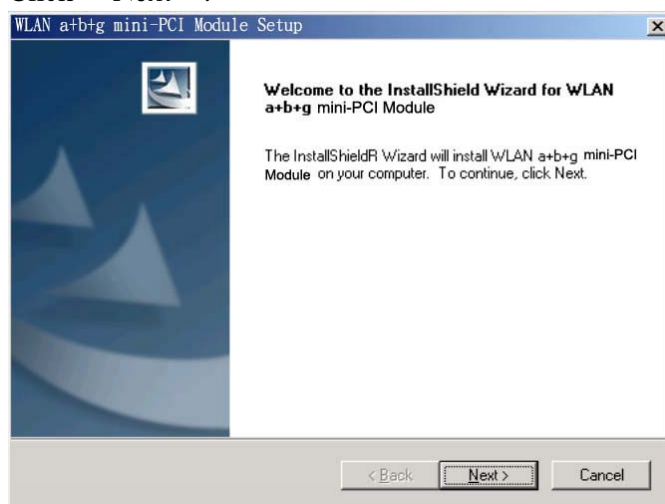 WLAN a+b+g mini-PCI Module Setup
Welcome to the InstallShield Wizard for WLAN
a+b+g mini-PCI Module
The InstallShieldR Wizard will install WLAN a+b+g mini-PCI
Module on your computer. To continue, click Next.
< Back
Next >
Cancel